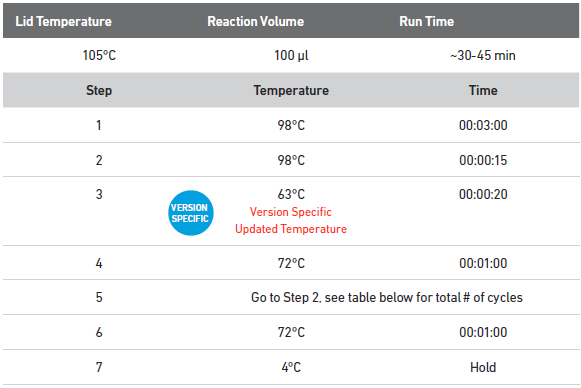 Lid Temperature Reaction Volume Run Time
105°C 100 µl ~30-45 min
Step Temperature Time
1 98°C 00:03:00
2 98°C 00:00:15
3 63°C 00:00:20
VERSION
SPECIFIC
Version Specific
Updated Temperature
4 72°C 00:01:00
5 Go to Step 2, see table below for total # of cycles
6 72°C 00:01:00
7 4°C Hold